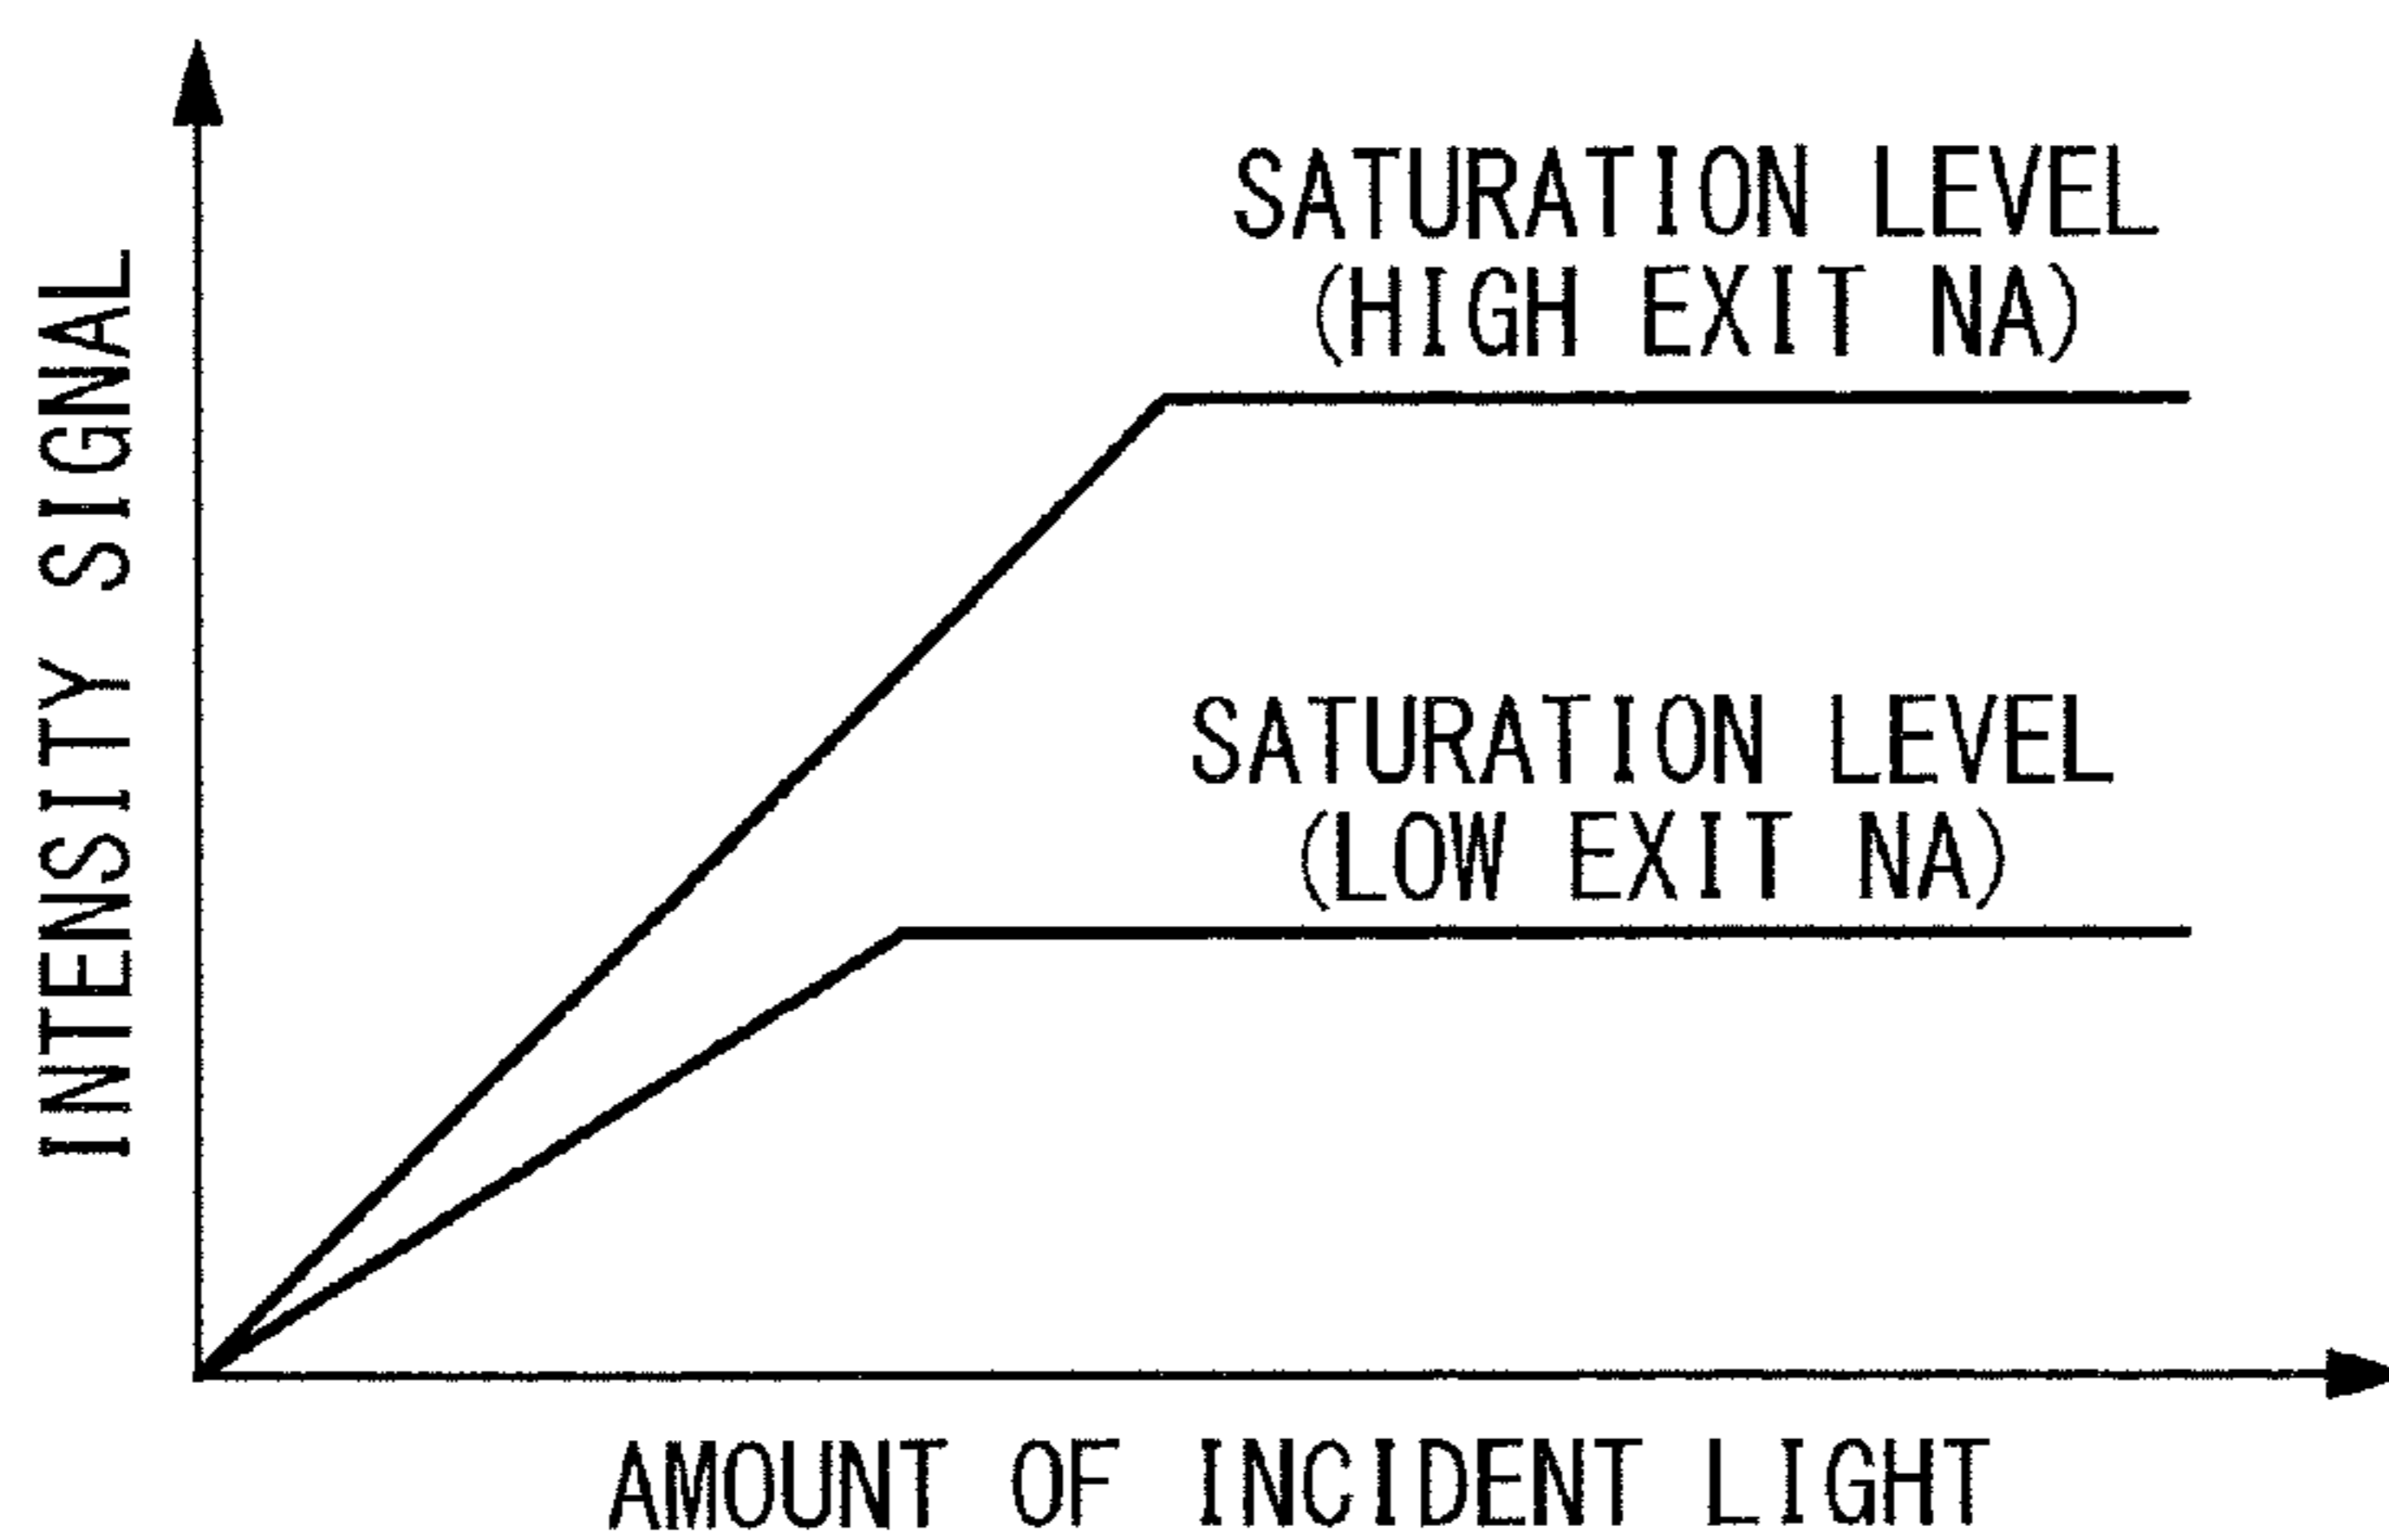 INTENSITY SIGNAL
SATURATION LEVEL
(HIGH EXIT NA)
SATURATION LEVEL
(LOW EXIT NA)
AMOUNT OF INCIDENT LIGHT